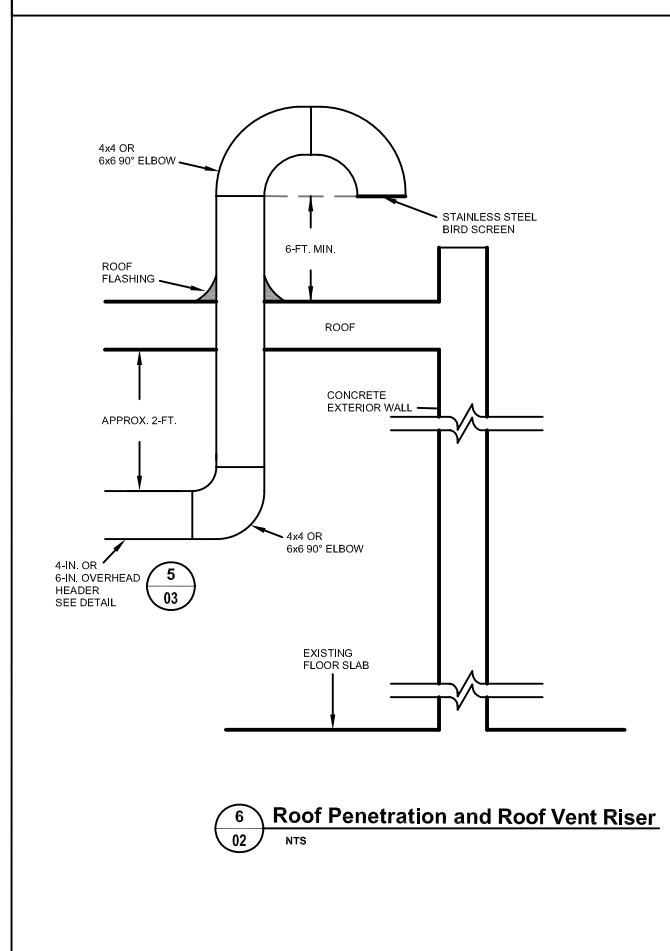 4x4 OR
6x6 90° ELBOW
STAINLESS STEEL
BIRD SCREEN
6-FT. MIN.
ROOF
FLASHING
ROOF
CONCRETE
EXTERIOR WALL
APPROX. 2-FT.
4x4 OR
6x6 90° ELBOW
4-IN. OR
6-IN. OVERHEAD
HEADER
SEE DETAIL
5
03
EXISTING
FLOOR SLAB
6
02
Roof Penetration and Roof Vent Riser
NTS